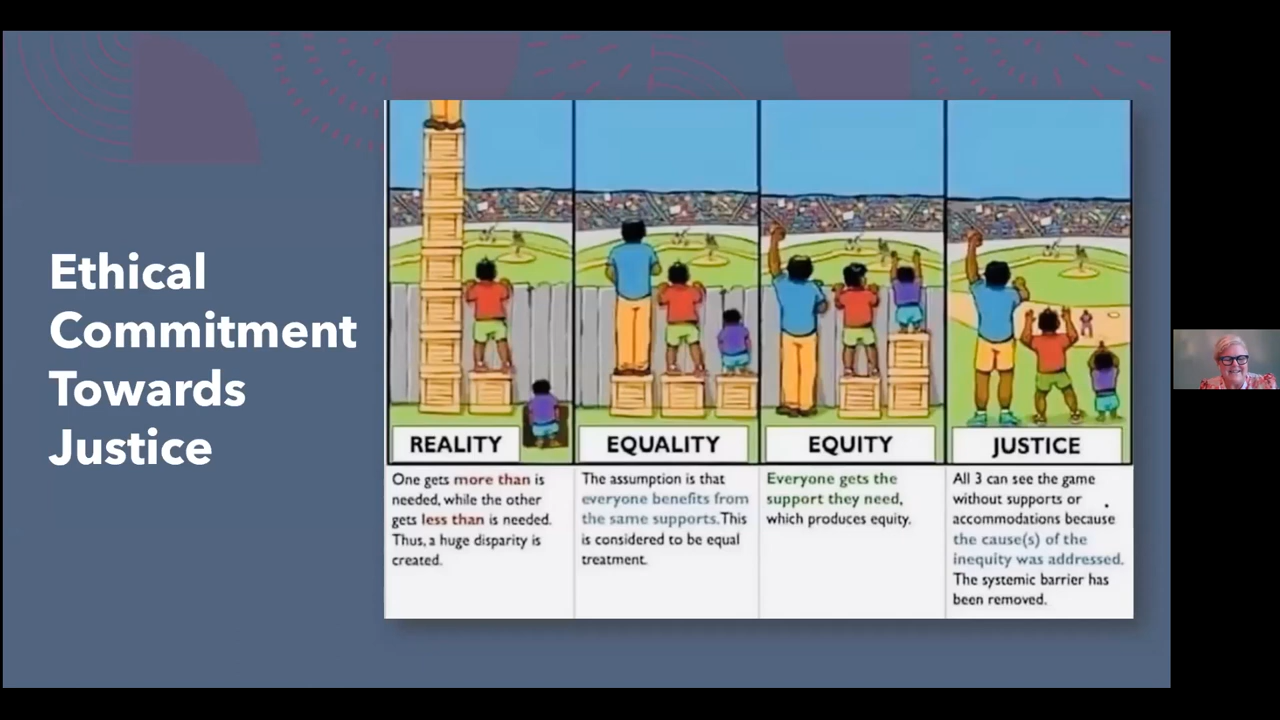 Ethical
Commitment
Towards
Justice
REALITY
One gets more than is
needed, while the other
gets less than is needed.
Thus, a huge disparity is
created.
EQUALITY
The assumption is that
everyone benefits from
the same supports. This
is considered to be equal
treatment.
EQUITY
Everyone gets the
support they need,
which produces equity.
JUSTICE
All 3 can see the game
without supports or
accommodations because
the cause(s) of the
inequity was addressed.
The systemic barrier has
been removed.